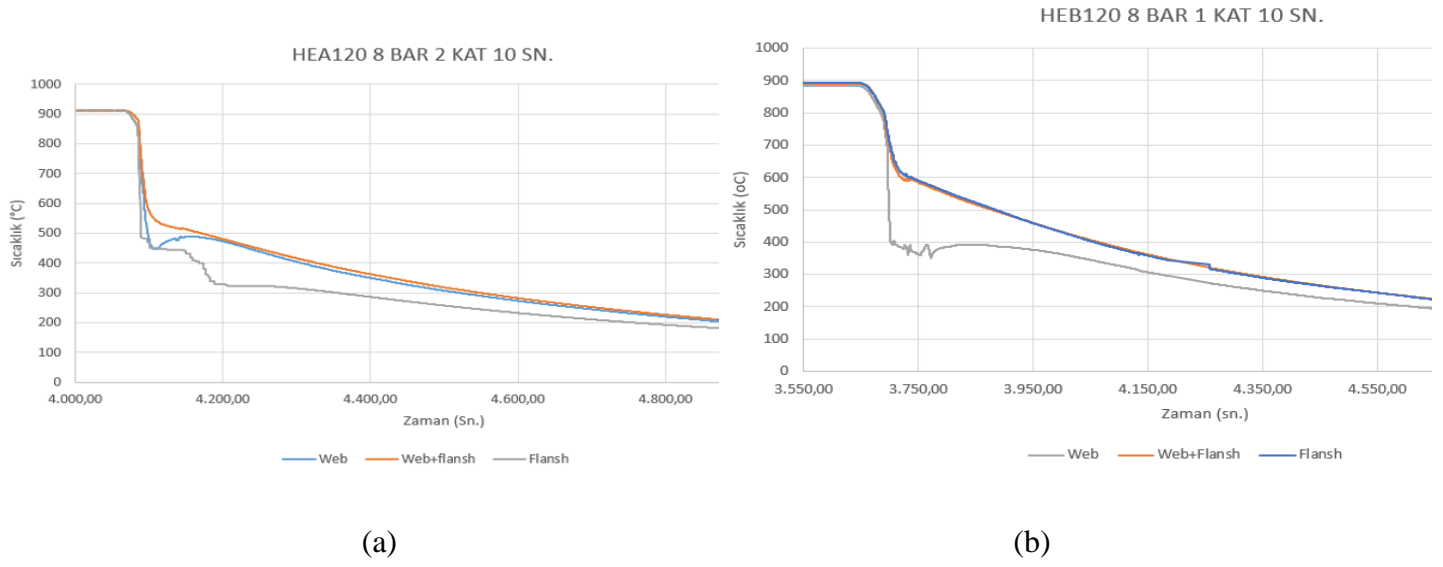 HEA120 8 BAR 2 KAT 10 SN.
1000
900
800
700
600
500
400
300
200
100
0
Sıcaklık (°C)
4.000,00 4.200,00 4.400,00 4.600,00 4.800,00
Zaman (Sn.)
Web Web+flansh Flansh
(a)
HEB120 8 BAR 1 KAT 10 SN.
1000
900
800
700
600
500
400
300
200
100
0
Sıcaklık (oC)
3.550,00 3.750,00 3.950,00 4.150,00 4.350,00 4.550,00
Zaman (sn.)
Web Web+Flansh Flansh
(b)